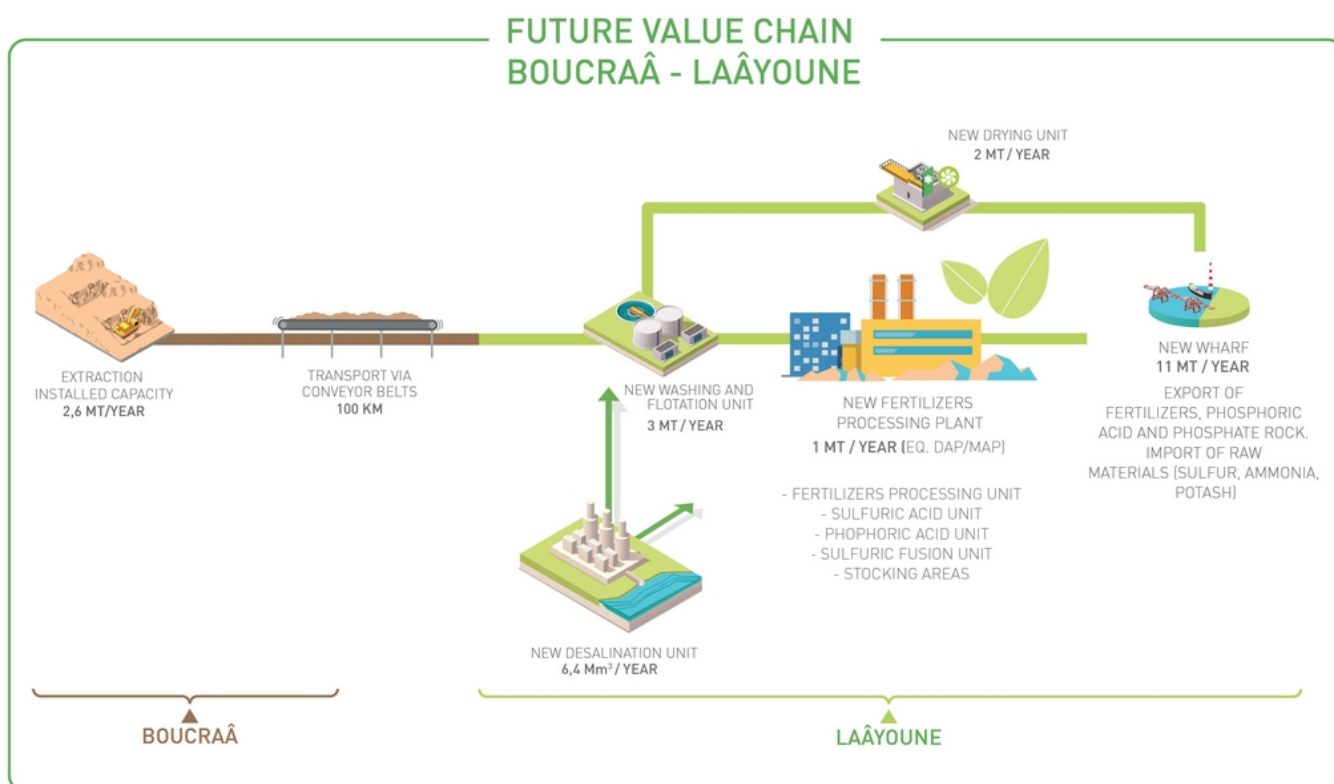 FUTURE VALUE CHAIN
BOUCRAÂ - LAÂYOUNE
NEW DRYING UNIT
2 MT / YEAR
EXTRACTION
INSTALLED CAPACITY
2,6 MT/YEAR
TRANSPORT VIA
CONVEYOR BELTS
100 KM
NEW WASHING AND
FLOTATION UNIT
3 MT / YEAR
NEW FERTILIZERS
PROCESSING PLANT
1 MT / YEAR (EQ. DAP/MAP)
- FERTILIZERS PROCESSING UNIT
- SULFURIC ACID UNIT
- PHOPHORIC ACID UNIT
- SULFURIC FUSION UNIT
- STOCKING AREAS
NEW WHARF
11 MT / YEAR
EXPORT OF
FERTILIZERS, PHOSPHORIC
ACID AND PHOSPHATE ROCK.
IMPORT OF RAW
MATERIALS (SULFUR, AMMONIA,
POTASH)
NEW DESALINATION UNIT
6,4 Mm³ / YEAR
BOUCRAÂ
LAÂYOUNE